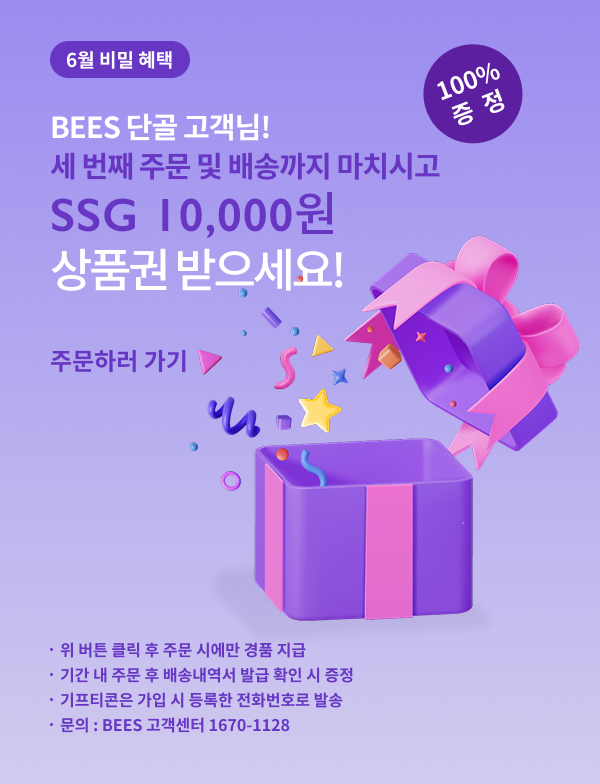 6월 비밀 혜택
100%
증 정
BEES 단골 고객님!
세 번째 주문 및 배송까지 마치시고
SSG 10,000원
상품권 받으세요!
주문하러 가기
· 위 버튼 클릭 후 주문 시에만 경품 지급
· 기간 내 주문 후 배송내역서 발급 확인 시 증정
· 기프티콘은 가입 시 등록한 전화번호로 발송
· 문의 : BEES 고객센터 1670-1128